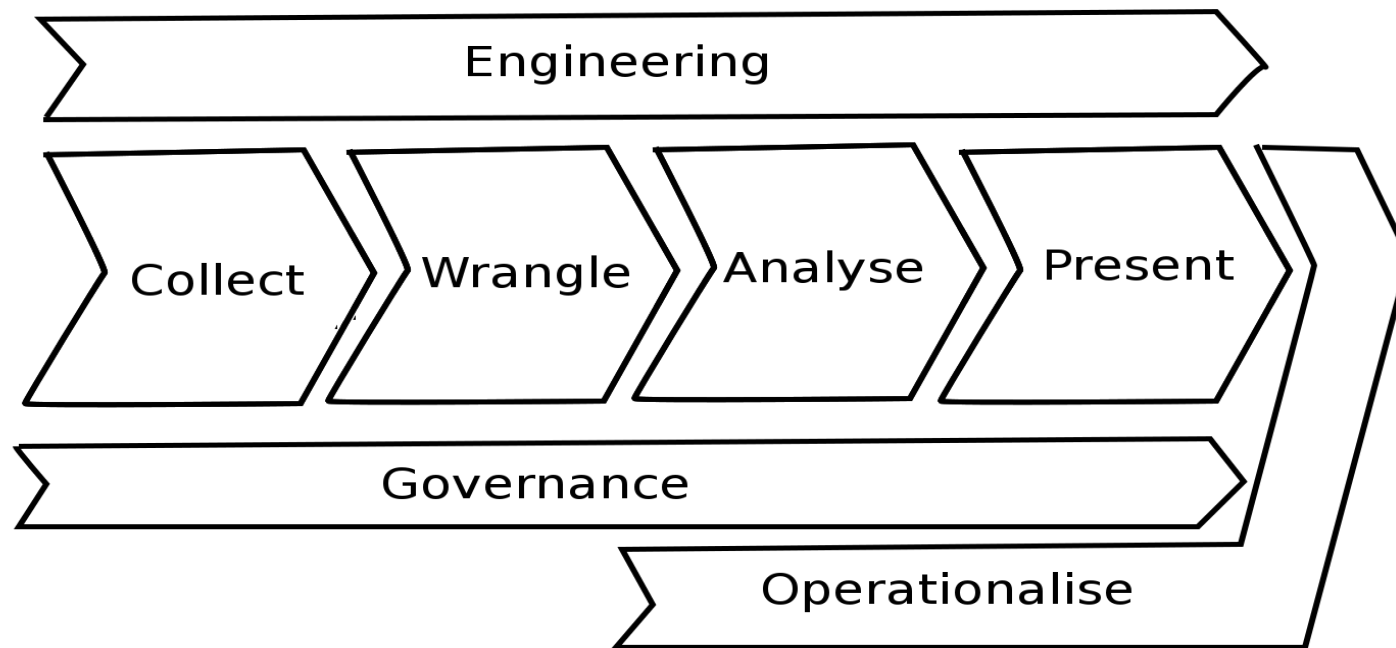 Engineering
Collect
Wrangle
Analyse
Present
Governance
Operationalise